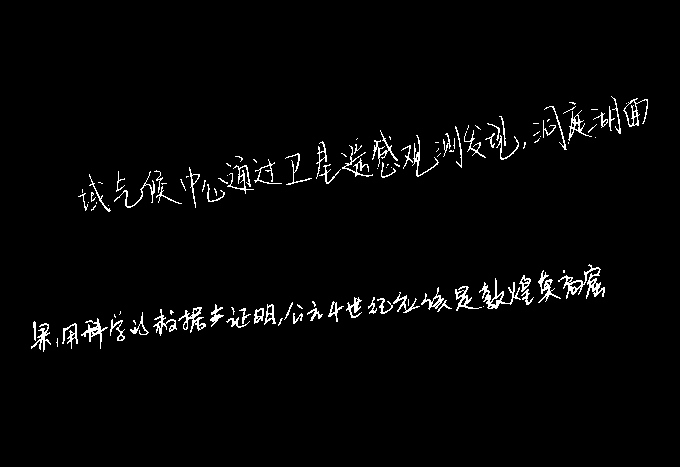 域气候中心通过卫星遥感观测发现,洞庭湖面
果,用科学的数据去证明,公元4世纪应该是敦煌莫高窟